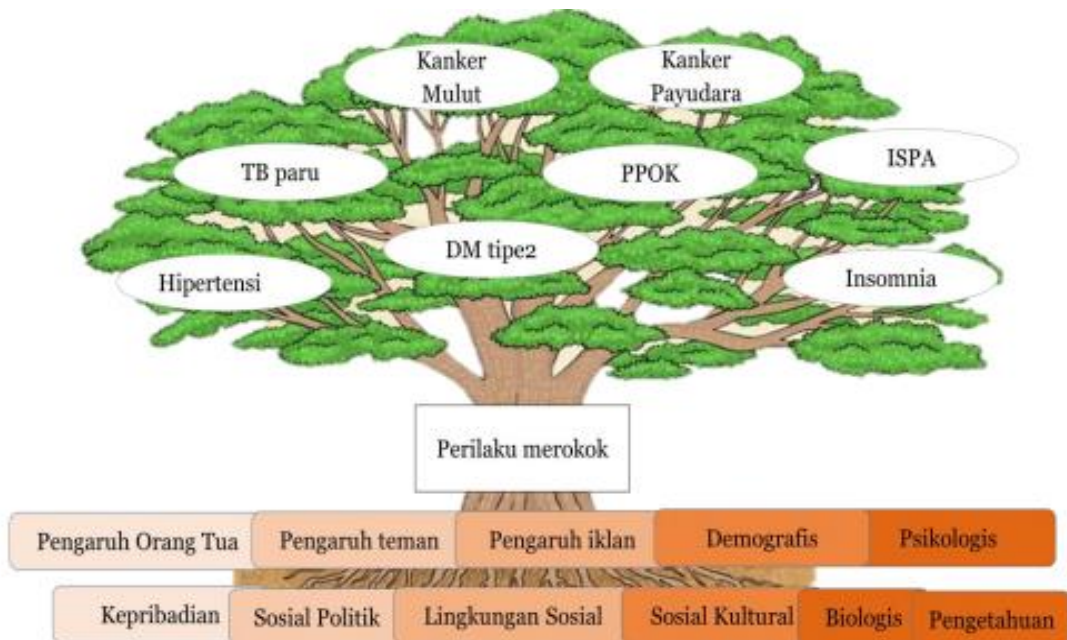 Kanker
Mulut
Kanker
Payudara
TB paru
PPOK
ISPA
Hipertensi
DM tipe2
Insomnia
Perilaku merokok
Pengaruh Orang Tua
Pengaruh teman
Pengaruh iklan
Demografis
Psikologis
Kepribadian
Sosial Politik
Lingkungan Sosial
Sosial Kultural
Biologis
Pengetahuan